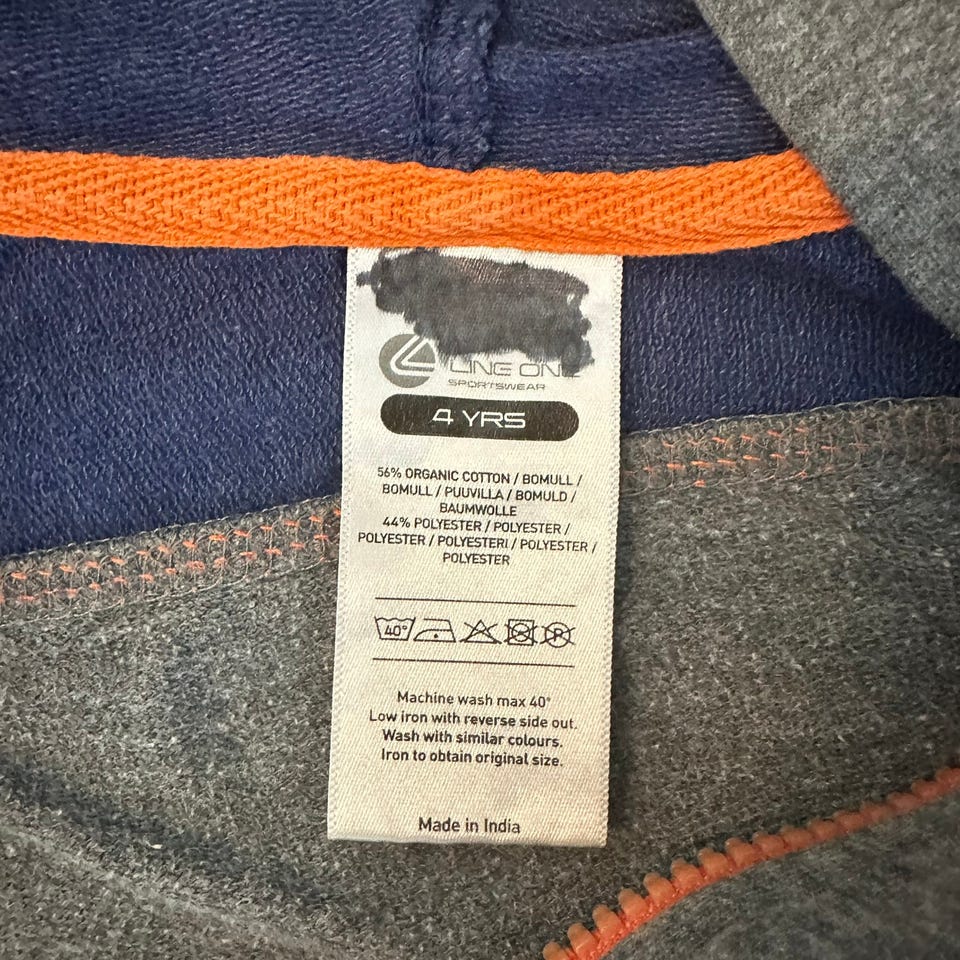 LINE ONE
SPORTSWEAR
4 YRS
56% ORGANIC COTTON / BOMULL /
BOMULL / PUUVILLA / BOMULD /
BAUMWOLLE
44% POLYESTER / POLYESTER /
POLYESTER / POLYESTERI / POLYESTER /
POLYESTER
40°
P
Machine wash max 40°
Low iron with reverse side out.
Wash with similar colours.
Iron to obtain original size.
Made in India